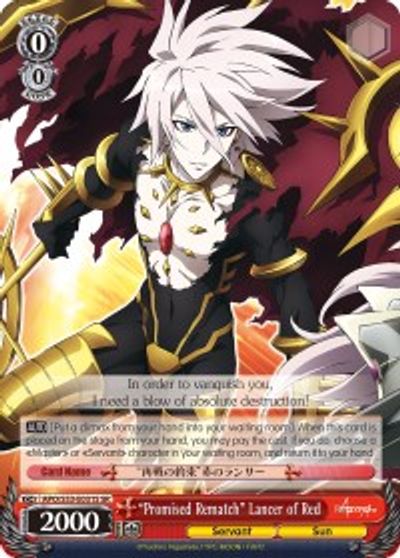 0
0
In order to vanquish you,
I need a blow of absolute destruction!
[Put a climax from your hand into your waiting room] When this card is
placed on the stage from your hand, you may pay the cost. If you do, choose a
«Master» or «Servant» character in your waiting room, and return it to your hand
Card Name "再戦の約束" 赤のランサー
"Promised Rematch" Lancer of Red
2000
Servant Sun